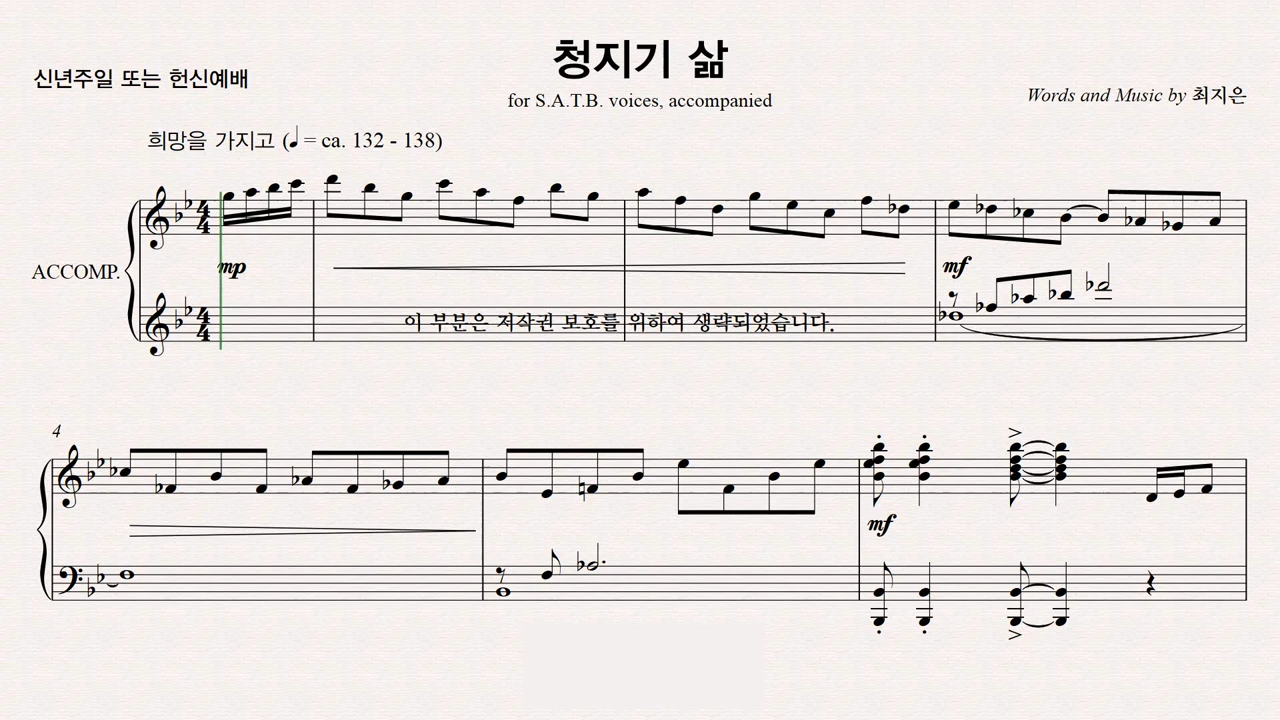 청지기 삶
신년주일 또는 헌신예배
for S.A.T.B. voices, accompanied
Words and Music by 최지은
희망을 가지고 (♩ = ca. 132 - 138)
ACCOMP.
mp
mf
이 부분은 저작권 보호를 위하여 생략되었습니다.
4
mf